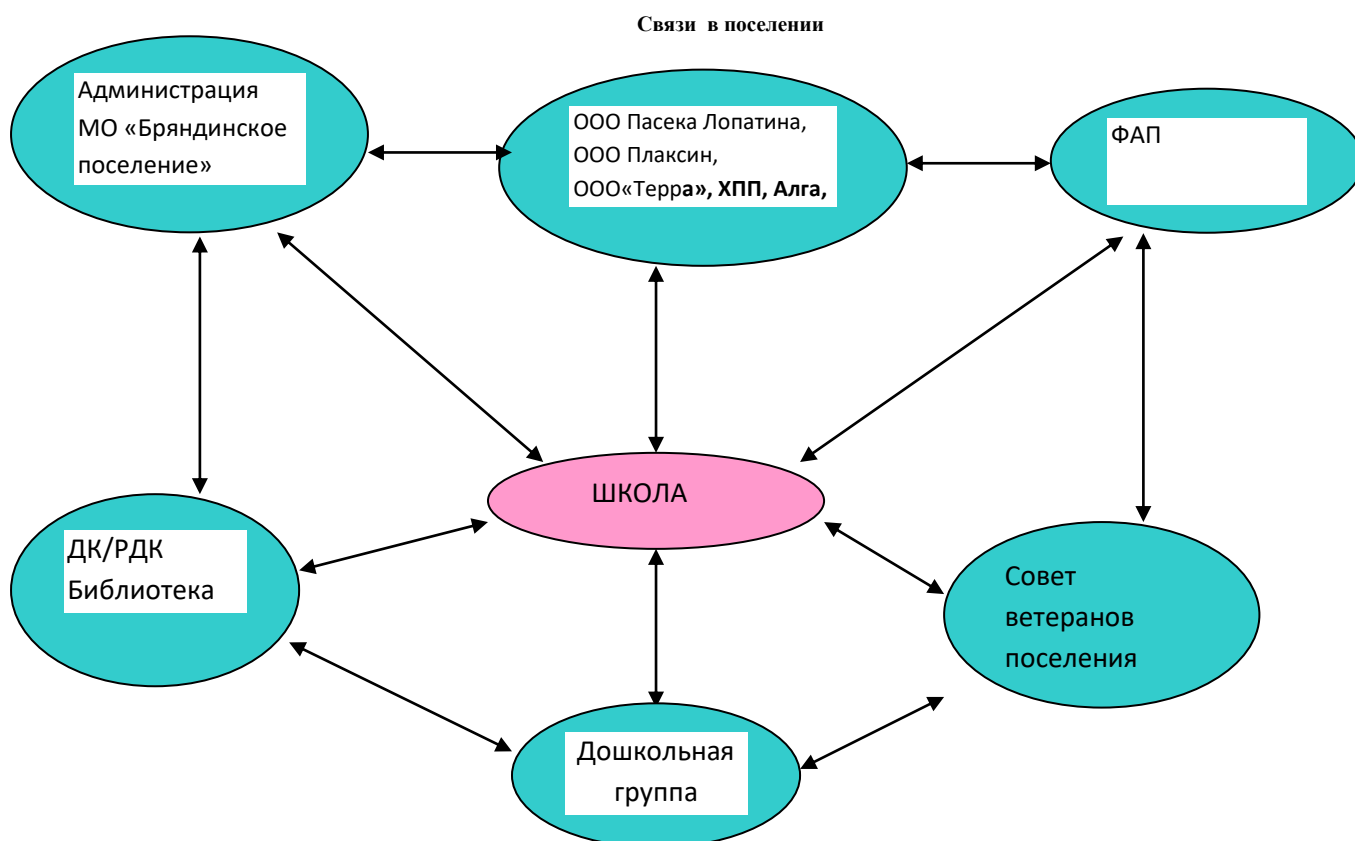 Связи в поселении
Администрация
МО «Бряндинское
поселение»
ООО Пасека Лопатина,
ООО Плаксин,
ООО«Терра», ХПП, Алга,
ФАП
ШКОЛА
ДК/РДК
Библиотека
Совет
ветеранов
поселения
Дошкольная
группа